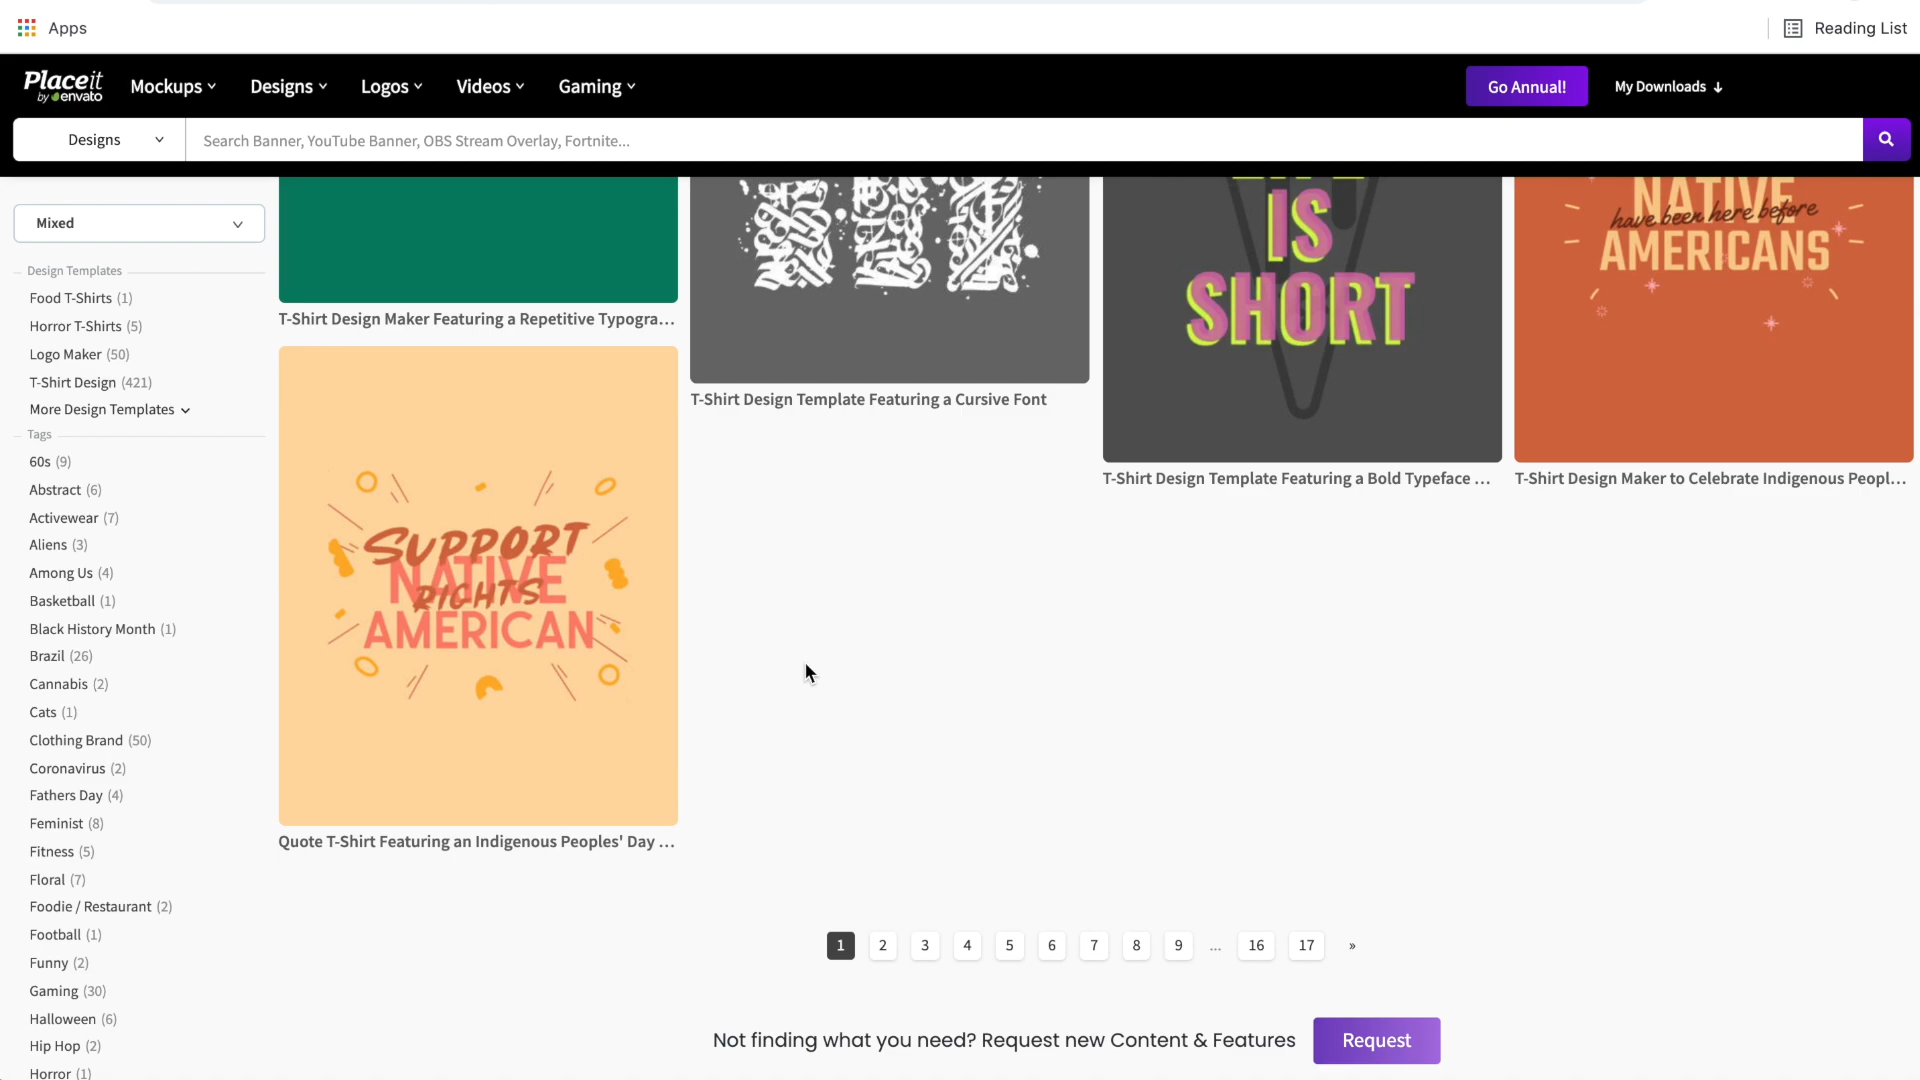 Apps
Reading List
Placeit
by envato
Mockups
Designs
Logos
Videos
Gaming
Go Annual!
My Downloads
Designs
Search Banner, YouTube Banner, OBS Stream Overlay, Fortnite...
Mixed
Design Templates
Food T-Shirts (1)
Horror T-Shirts (5)
Logo Maker (50)
T-Shirt Design (421)
More Design Templates
Tags
60s (9)
Abstract (6)
Activewear (7)
Aliens (3)
Among Us (4)
Basketball (1)
Black History Month (1)
Brazil (26)
Cannabis (2)
Cats (1)
Clothing Brand (50)
Coronavirus (2)
Fathers Day (4)
Feminist (8)
Fitness (5)
Floral (7)
Foodie / Restaurant (2)
Football (1)
Funny (2)
Gaming (30)
Halloween (6)
Hip Hop (2)
Horror (1)
T-Shirt Design Maker Featuring a Repetitive Typogra...
T-Shirt Design Template Featuring a Cursive Font
IS
SHORT
T-Shirt Design Template Featuring a Bold Typeface ...
NATIVE
have been here before
AMERICANS
T-Shirt Design Maker to Celebrate Indigenous Peopl...
SUPPORT
NATIVE
RIGHTS
AMERICAN
Quote T-Shirt Featuring an Indigenous Peoples' Day ...
1 2 3 4 5 6 7 8 9 ... 16 17 »
Not finding what you need? Request new Content & Features
Request